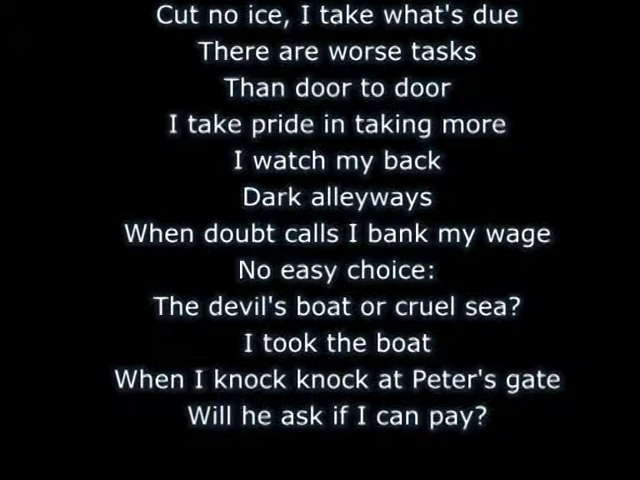 Cut no ice, I take what's due
There are worse tasks
Than door to door
I take pride in taking more
I watch my back
Dark alleyways
When doubt calls I bank my wage
No easy choice:
The devil's boat or cruel sea?
I took the boat
When I knock knock at Peter's gate
Will he ask if I can pay?